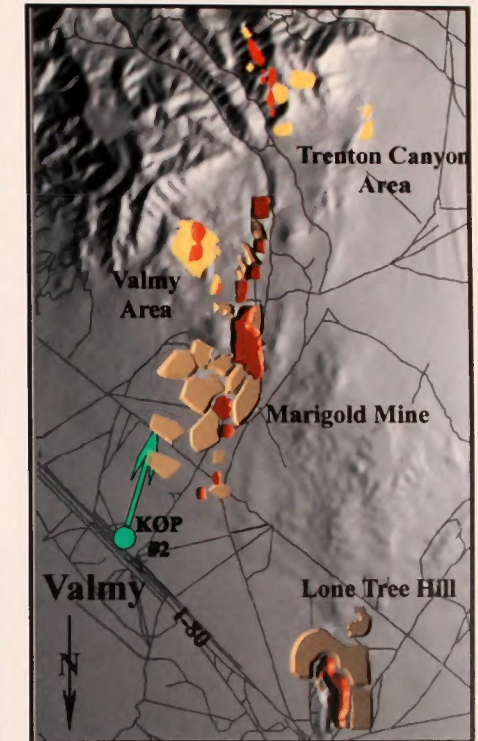 Trenton Canyon
Area
Valmy
Area
Marigold Mine
KOP
#2
Valmy
Lone Tree Hill
I-80
N